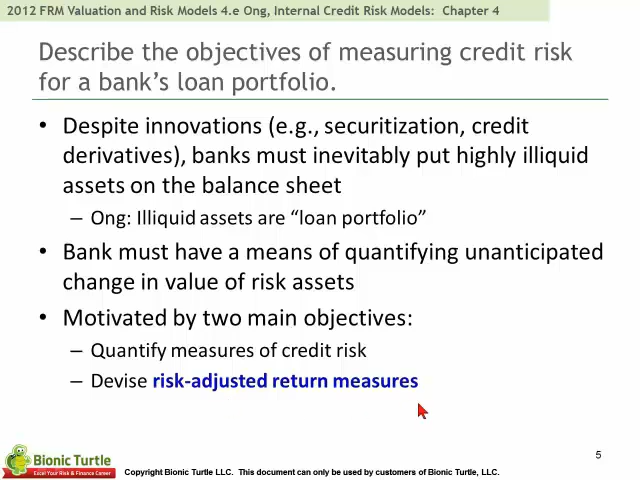 2012 FRM Valuation and Risk Models 4.e Ong, Internal Credit Risk Models: Chapter 4
Describe the objectives of measuring credit risk
for a bank's loan portfolio.
• Despite innovations (e.g., securitization, credit
derivatives), banks must inevitably put highly illiquid
assets on the balance sheet
– Ong: Illiquid assets are “loan portfolio”
• Bank must have a means of quantifying unanticipated
change in value of risk assets
• Motivated by two main objectives:
– Quantify measures of credit risk
– Devise risk-adjusted return measures
5
Bionic Turtle
Excel Your Risk & Finance Career
Copyright Bionic Turtle LLC. This document can only be used by customers of Bionic Turtle, LLC.